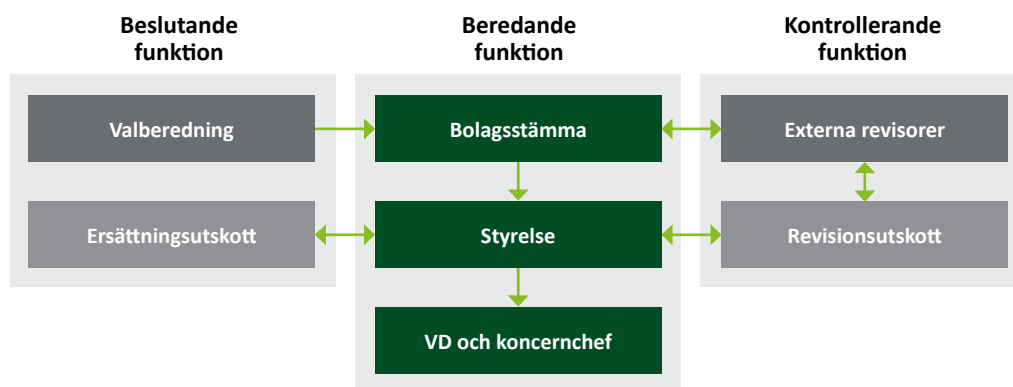 Beslutande
funktion
Beredande
funktion
Kontrollerande
funktion
Valberedning
Bolagsstämma
Externa revisorer
Ersättningsutskott
Styrelse
Revisionsutskott
VD och koncernchef